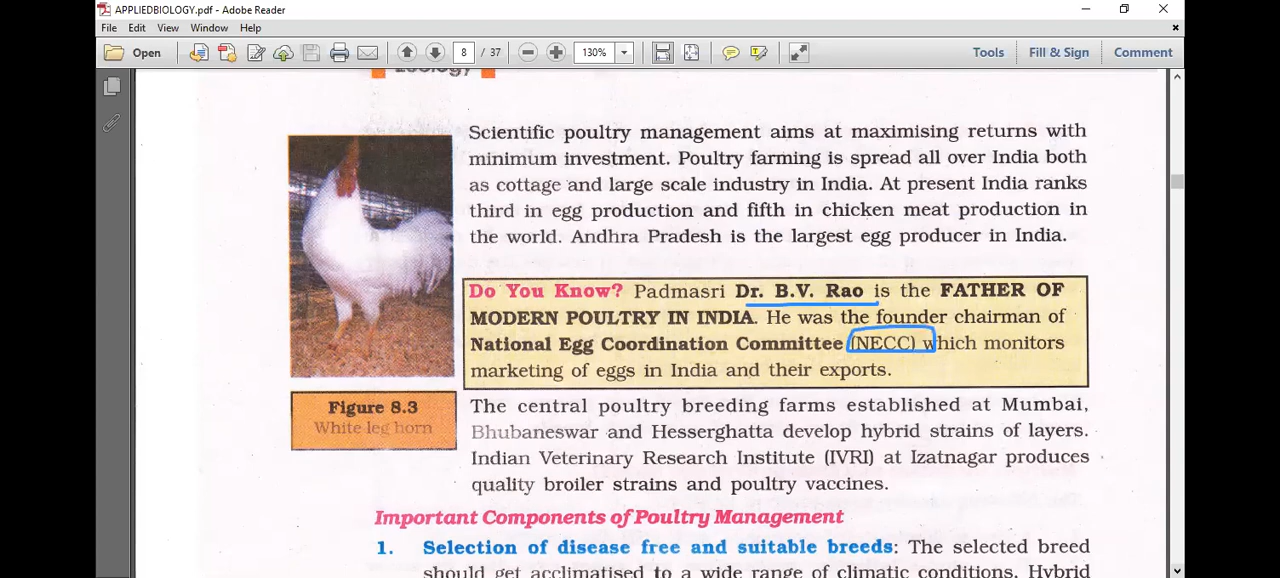 APPLIEDBIOLOGY.pdf - Adobe Reader
File Edit View Window Help
Open 8 / 37 130% Tools Fill & Sign Comment
Zoology
Scientific poultry management aims at maximising returns with
minimum investment. Poultry farming is spread all over India both
as cottage and large scale industry in India. At present India ranks
third in egg production and fifth in chicken meat production in
the world. Andhra Pradesh is the largest egg producer in India.
Do You Know? Padmasri Dr. B.V. Rao is the FATHER OF
MODERN POULTRY IN INDIA. He was the founder chairman of
National Egg Coordination Committee (NECC) which monitors
marketing of eggs in India and their exports.
Figure 8.3
White leg horn
The central poultry breeding farms established at Mumbai,
Bhubaneswar and Hesserghatta develop hybrid strains of layers.
Indian Veterinary Research Institute (IVRI) at Izatnagar produces
quality broiler strains and poultry vaccines.
Important Components of Poultry Management
1. Selection of disease free and suitable breeds: The selected breed
should get acclimatised to a wide range of climatic conditions. Hybrid